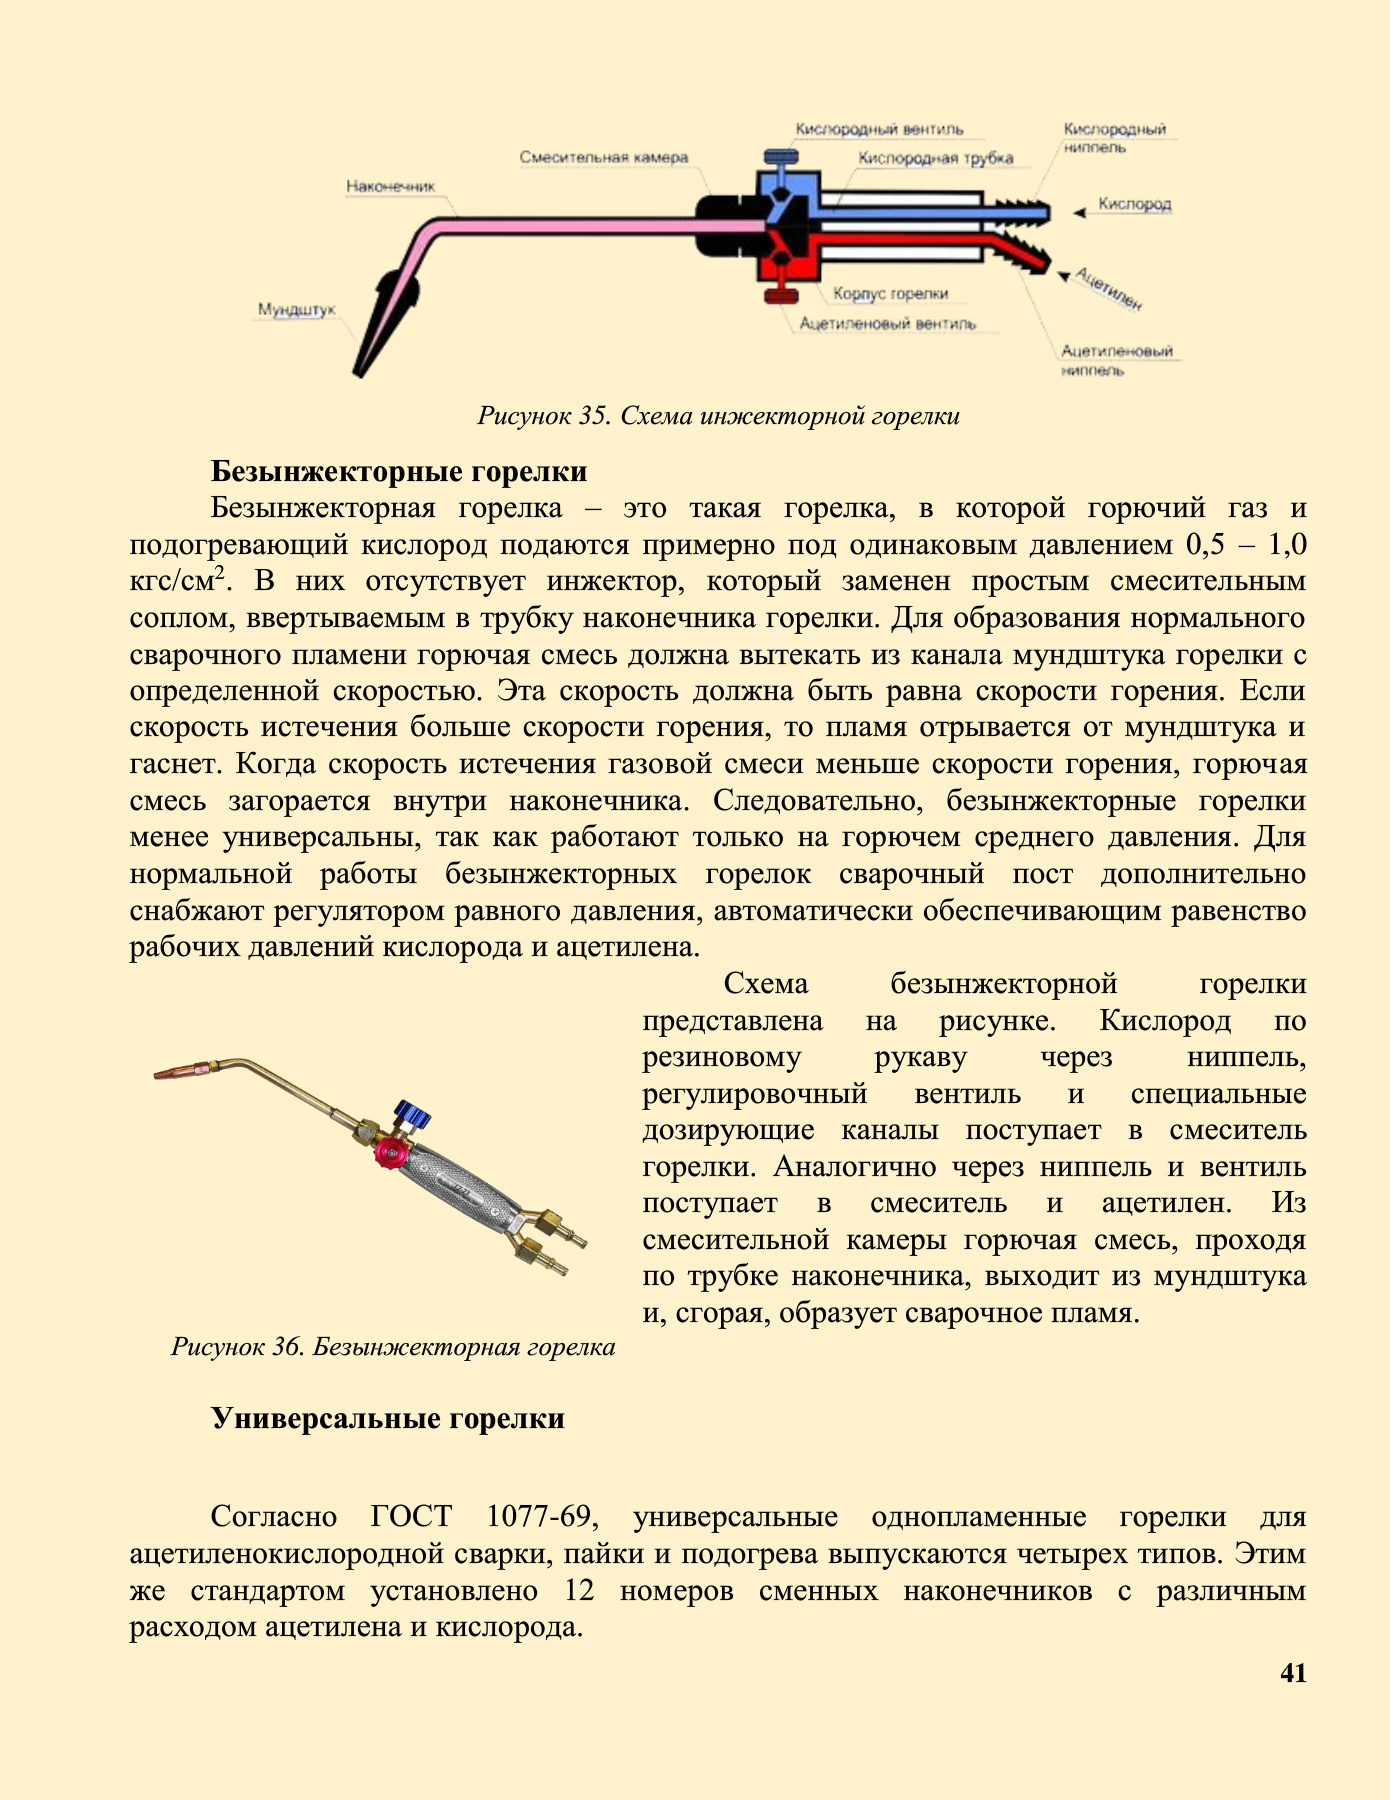 Кислородный вентиль
Кислородный
ниппель
Смесительная камера
Кислородная трубка
Наконечник
Кислород
Ацетилен
Мундштук
Корпус горелки
Ацетиленовый вентиль
Ацетиленовый
ниппель
Рисунок 35. Схема инжекторной горелки
Безынжекторные горелки
Безынжекторная горелка – это такая горелка, в которой горючий газ и
подогревающий кислород подаются примерно под одинаковым давлением 0,5 – 1,0
кгс/см². В них отсутствует инжектор, который заменен простым смесительным
соплом, ввертываемым в трубку наконечника горелки. Для образования нормального
сварочного пламени горючая смесь должна вытекать из канала мундштука горелки с
определенной скоростью. Эта скорость должна быть равна скорости горения. Если
скорость истечения больше скорости горения, то пламя отрывается от мундштука и
гаснет. Когда скорость истечения газовой смеси меньше скорости горения, горючая
смесь загорается внутри наконечника. Следовательно, безынжекторные горелки
менее универсальны, так как работают только на горючем среднего давления. Для
нормальной работы безынжекторных горелок сварочный пост дополнительно
снабжают регулятором равного давления, автоматически обеспечивающим равенство
рабочих давлений кислорода и ацетилена.
Схема безынжекторной горелки
представлена на рисунке. Кислород по
резиновому рукаву через ниппель,
регулировочный вентиль и специальные
дозирующие каналы поступает в смеситель
горелки. Аналогично через ниппель и вентиль
поступает в смеситель и ацетилен. Из
смесительной камеры горючая смесь, проходя
по трубке наконечника, выходит из мундштука
и, сгорая, образует сварочное пламя.
Рисунок 36. Безынжекторная горелка
Универсальные горелки
Согласно ГОСТ 1077-69, универсальные однопламенные горелки для
ацетиленокислородной сварки, пайки и подогрева выпускаются четырех типов. Этим
же стандартом установлено 12 номеров сменных наконечников с различным
расходом ацетилена и кислорода.
41